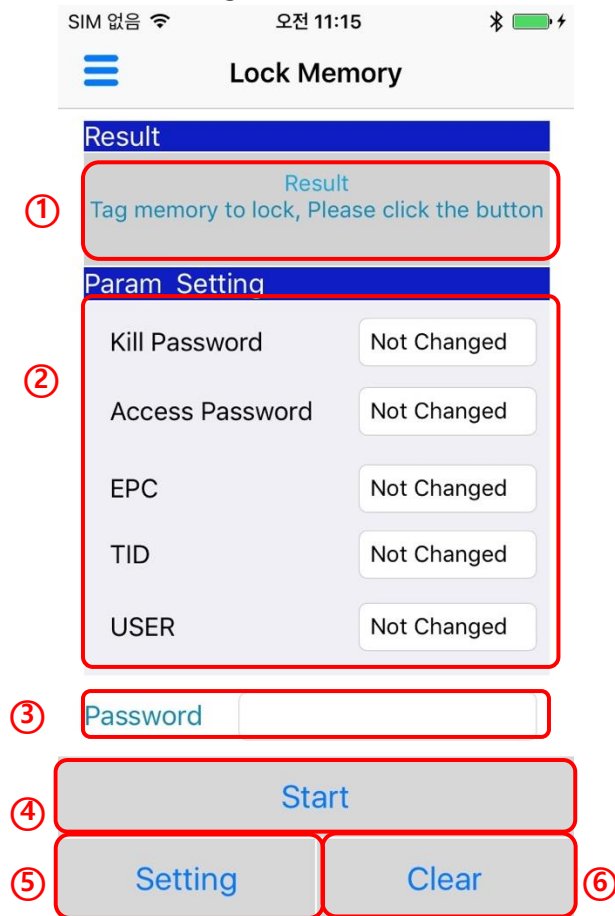 SIM 없음 오전 11:15
Lock Memory
Result
① Result
Tag memory to lock, Please click the button
Param Setting
② Kill Password Not Changed
Access Password Not Changed
EPC Not Changed
TID Not Changed
USER Not Changed
③ Password
④ Start
⑤ Setting Clear ⑥